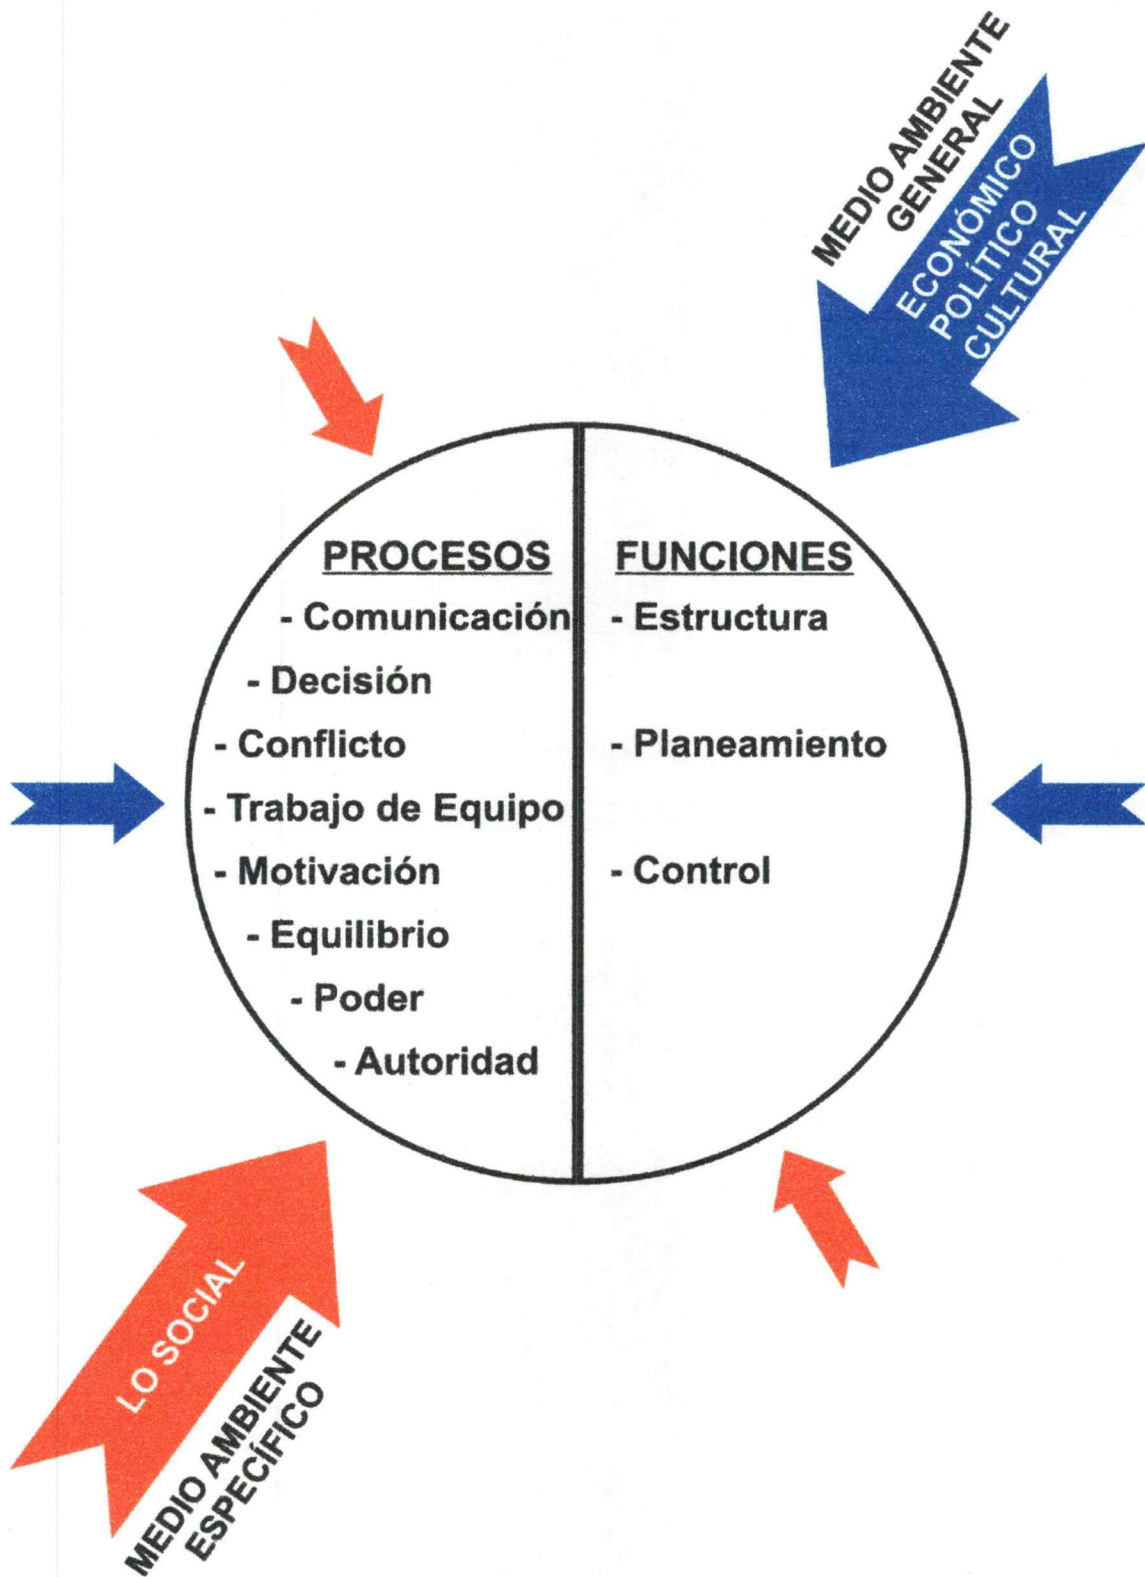 MEDIO AMBIENTE
GENERAL
ECONÓMICO
POLÍTICO
CULTURAL
PROCESOS
- Comunicación
- Decisión
- Conflicto
- Trabajo de Equipo
- Motivación
- Equilibrio
- Poder
- Autoridad
FUNCIONES
- Estructura
- Planeamiento
- Control
LO SOCIAL
MEDIO AMBIENTE
ESPECÍFICO